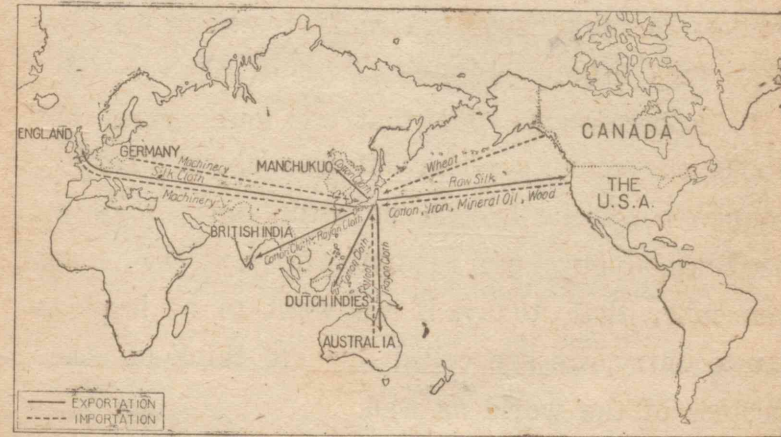 ENGLAND
GERMANY
Machinery
Silk Cloth
Machinery
MANCHUKUO
BRITISH INDIA
Cotton Cloth, Rayon Cloth
DUTCH INDIES
Cotton Cloth
Rayon Cloth
AUSTRALIA
Wheat
Raw Silk
Cotton, Iron, Mineral Oil, Wood
CANADA
THE
U.S.A.
EXPORTATION
IMPORTATION